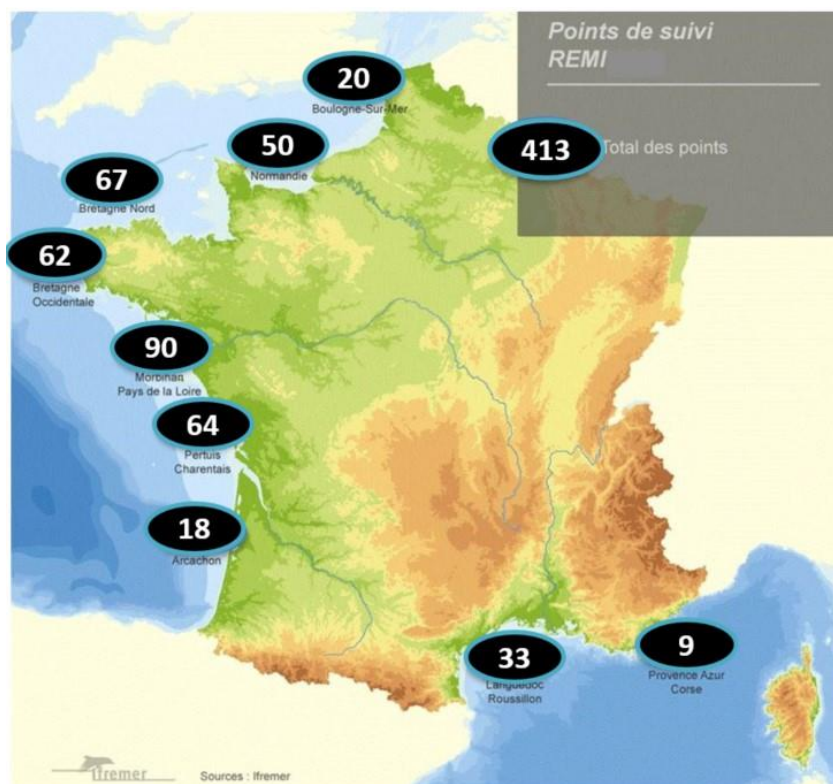 Points de suivi
REMI
413
Total des points
20
Boulogne-Sur-Mer
50
Normandie
67
Bretagne Nord
62
Bretagne
Occidentale
90
Morbihan
Pays de la Loire
64
Pertuis
Charentais
18
Arcachon
33
Languedoc
Roussillon
9
Provence Azur
Corse
ifremer
Sources : Ifremer